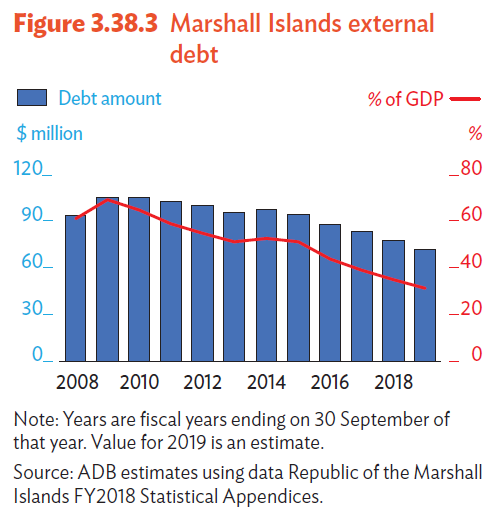 Figure 3.38.3 Marshall Islands external
debt
Debt amount
% of GDP
$ million
%
120
80
90
60
60
40
30
20
0
0
2008 2010 2012 2014 2016 2018
Note: Years are fiscal years ending on 30 September of
that year. Value for 2019 is an estimate.
Source: ADB estimates using data Republic of the Marshall
Islands FY2018 Statistical Appendices.